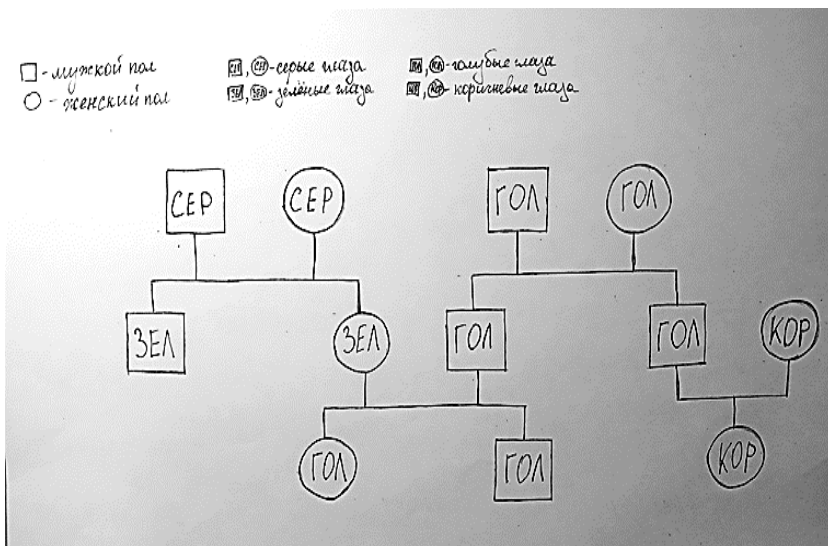 - мужской пол
СЕР, СЕР - серые глаза
ГОЛ, ГОЛ - голубые глаза
- женский пол
ЗЕЛ, ЗЕЛ - зелёные глаза
КОР, КОР - коричневые глаза
СЕР СЕР ГОЛ ГОЛ
ЗЕЛ ЗЕЛ ГОЛ ГОЛ КОР
ГОЛ ГОЛ КОР